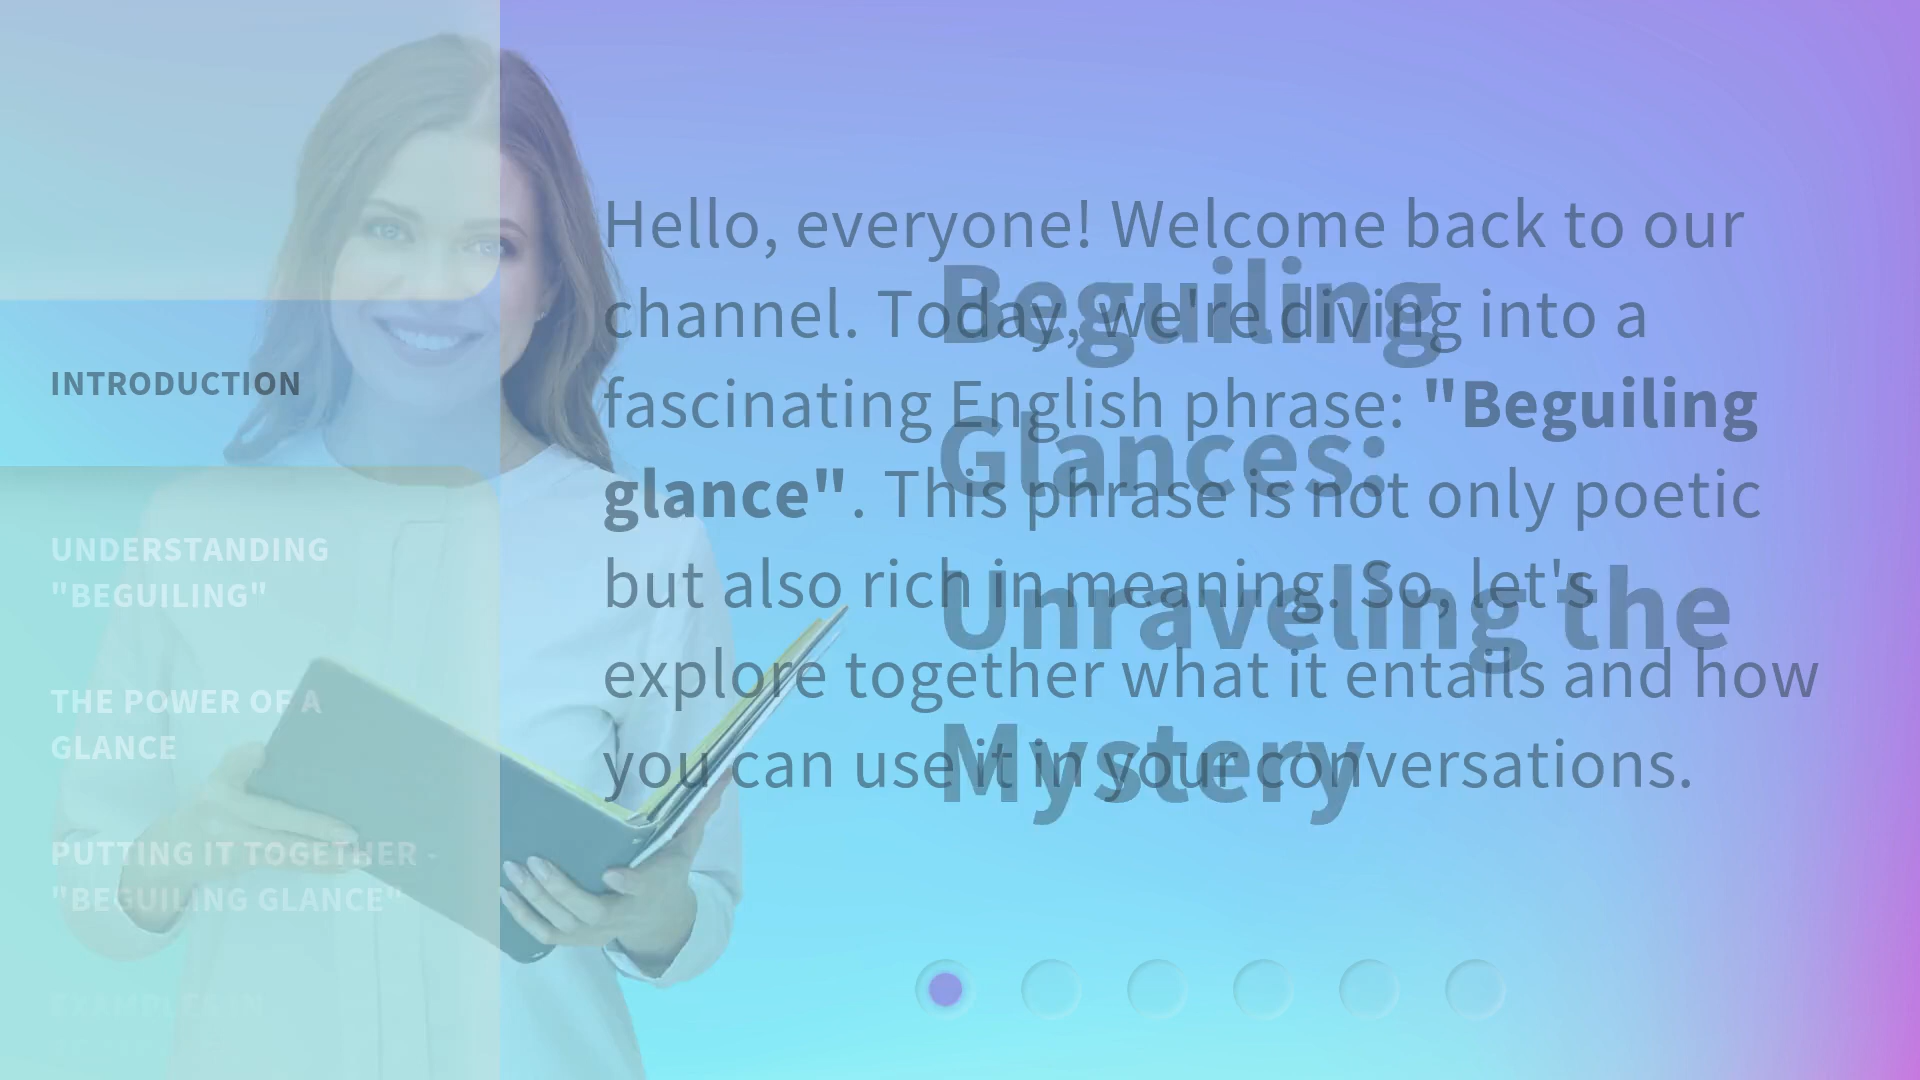 INTRODUCTION
UNDERSTANDING
"BEGUILING"
THE POWER OF A
GLANCE
PUTTING IT TOGETHER -
"BEGUILING GLANCE"
EXAMPLES IN
Hello, everyone! Welcome back to our
channel. Today, we're diving into a
fascinating English phrase: "Beguiling
glance". This phrase is not only poetic
but also rich in meaning. So, let's
explore together what it entails and how
you can use it in your conversations.
Beguiling
Glances:
Unraveling the
Mystery